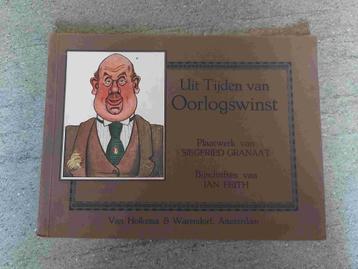 Uit Tijden van
Oorlogswinst
Plaatwerk van
SIEGFRIED GRANAAT
Bijschriften van
JAN FEITH
Van Holkema & Warendorf, Amsterdam